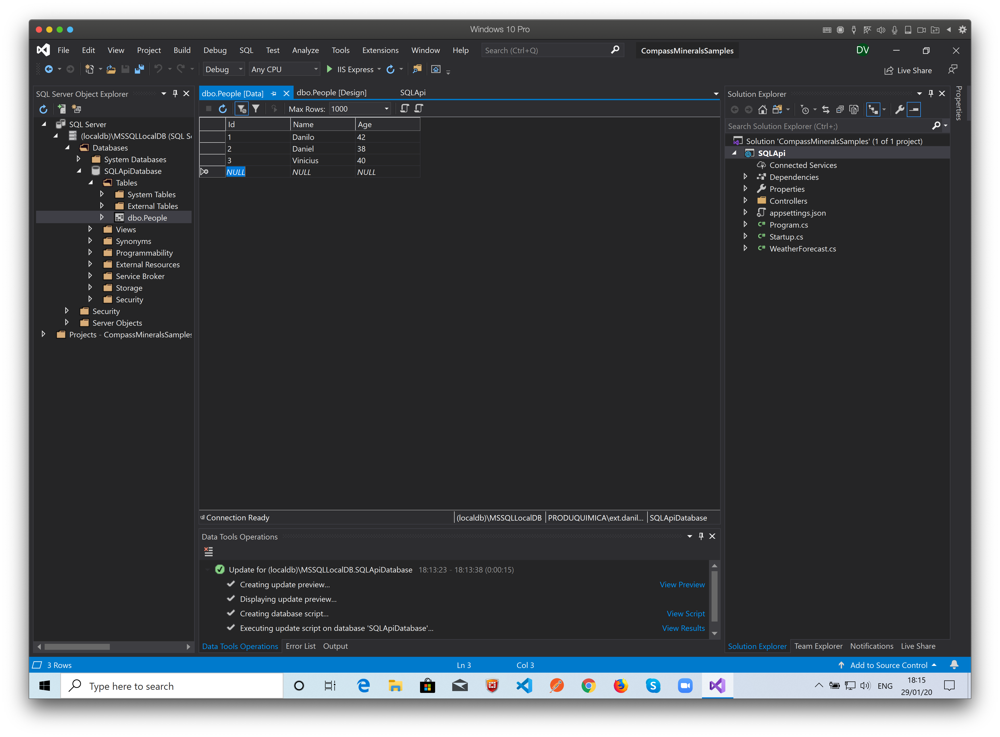 Windows 10 Pro
File Edit View Project Build Debug SQL Test Analyze Tools Extensions Window Help Search (Ctrl+Q) CompassMineralsSamples DV
Debug Any CPU IIS Express Live Share
SQL Server Object Explorer
SQL Server
(localdb)\MSSQLLocalDB (SQL Se
Databases
System Databases
SQLApiDatabase
Tables
System Tables
External Tables
dbo.People
Views
Synonyms
Programmability
External Resources
Service Broker
Storage
Security
Security
Server Objects
Projects - CompassMineralsSamples
dbo.People [Data] dbo.People [Design] SQLApi
Max Rows: 1000
Id Name Age
1 Danilo 42
2 Daniel 38
3 Vinicius 40
NULL NULL NULL
Connection Ready (localdb)\MSSQLLocalDB PRODUQUIMICA\ext.danil... SQLApiDatabase
Data Tools Operations
Update for (localdb)\MSSQLLocalDB.SQLApiDatabase 18:13:23 - 18:13:38 (0:00:15)
Creating update preview... View Preview
Displaying update preview...
Creating database script... View Script
Executing update script on database 'SQLApiDatabase'... View Results
Data Tools Operations Error List Output
Solution Explorer
Search Solution Explorer (Ctrl+;)
Solution 'CompassMineralsSamples' (1 of 1 project)
SQLApi
Connected Services
Dependencies
Properties
Controllers
appsettings.json
C# Program.cs
C# Startup.cs
C# WeatherForecast.cs
Solution Explorer Team Explorer Notifications Live Share
Properties
3 Rows Ln 3 Col 3 Add to Source Control
Type here to search ENG 18:15
29/01/20